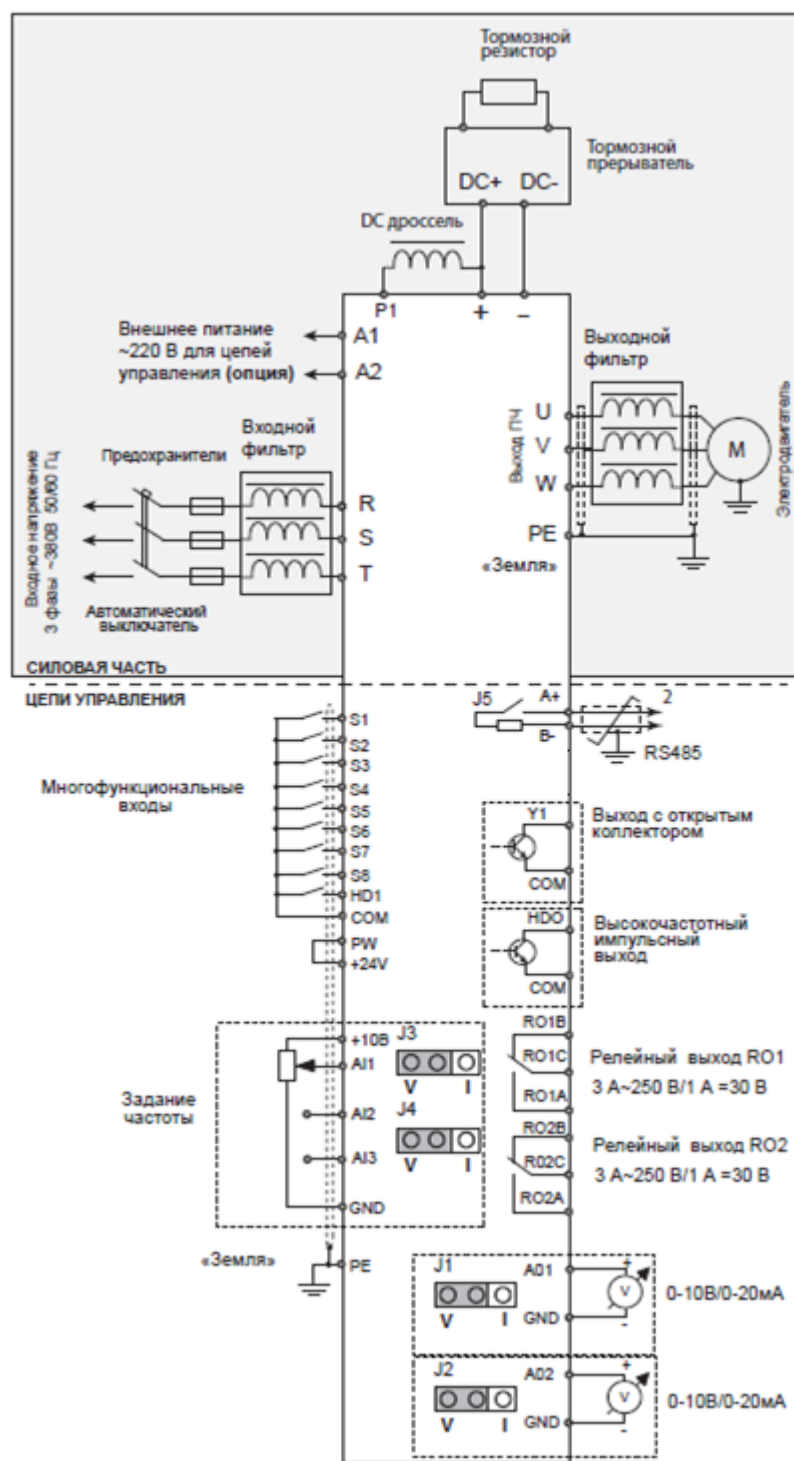 Тормозной
резистор
Тормозной
прерыватель
DC+ DC-
DC дроссель
P1 + –
Внешнее питание
~220 В для цепей
управления (опция)
A1
A2
Выходной
фильтр
U
V
W
Выход ПЧ
M
Электродвигатель
PE
«Земля»
Входное напряжение
3 фазы ~380В 50/60 Гц
Предохранители
Входной
фильтр
R
S
T
Автоматический
выключатель
СИЛОВАЯ ЧАСТЬ
ЦЕПИ УПРАВЛЕНИЯ
Многофункциональные
входы
S1
S2
S3
S4
S5
S6
S7
S8
HD1
COM
PW
+24V
J5
A+
B-
2
RS485
Y1
COM
Выход с открытым
коллектором
HDO
COM
Высокочастотный
импульсный
выход
Задание
частоты
+10В
AI1
AI2
AI3
GND
J3
V I
J4
V I
RO1B
RO1C
RO1A
Релейный выход RO1
3 А~250 В/1 А =30 В
RO2B
R02C
RO2A
Релейный выход RO2
3 А~250 В/1 А =30 В
«Земля»
PE
J1
V I
A01
GND
+
V
-
0-10В/0-20мА
J2
V I
A02
GND
+
V
-
0-10В/0-20мА